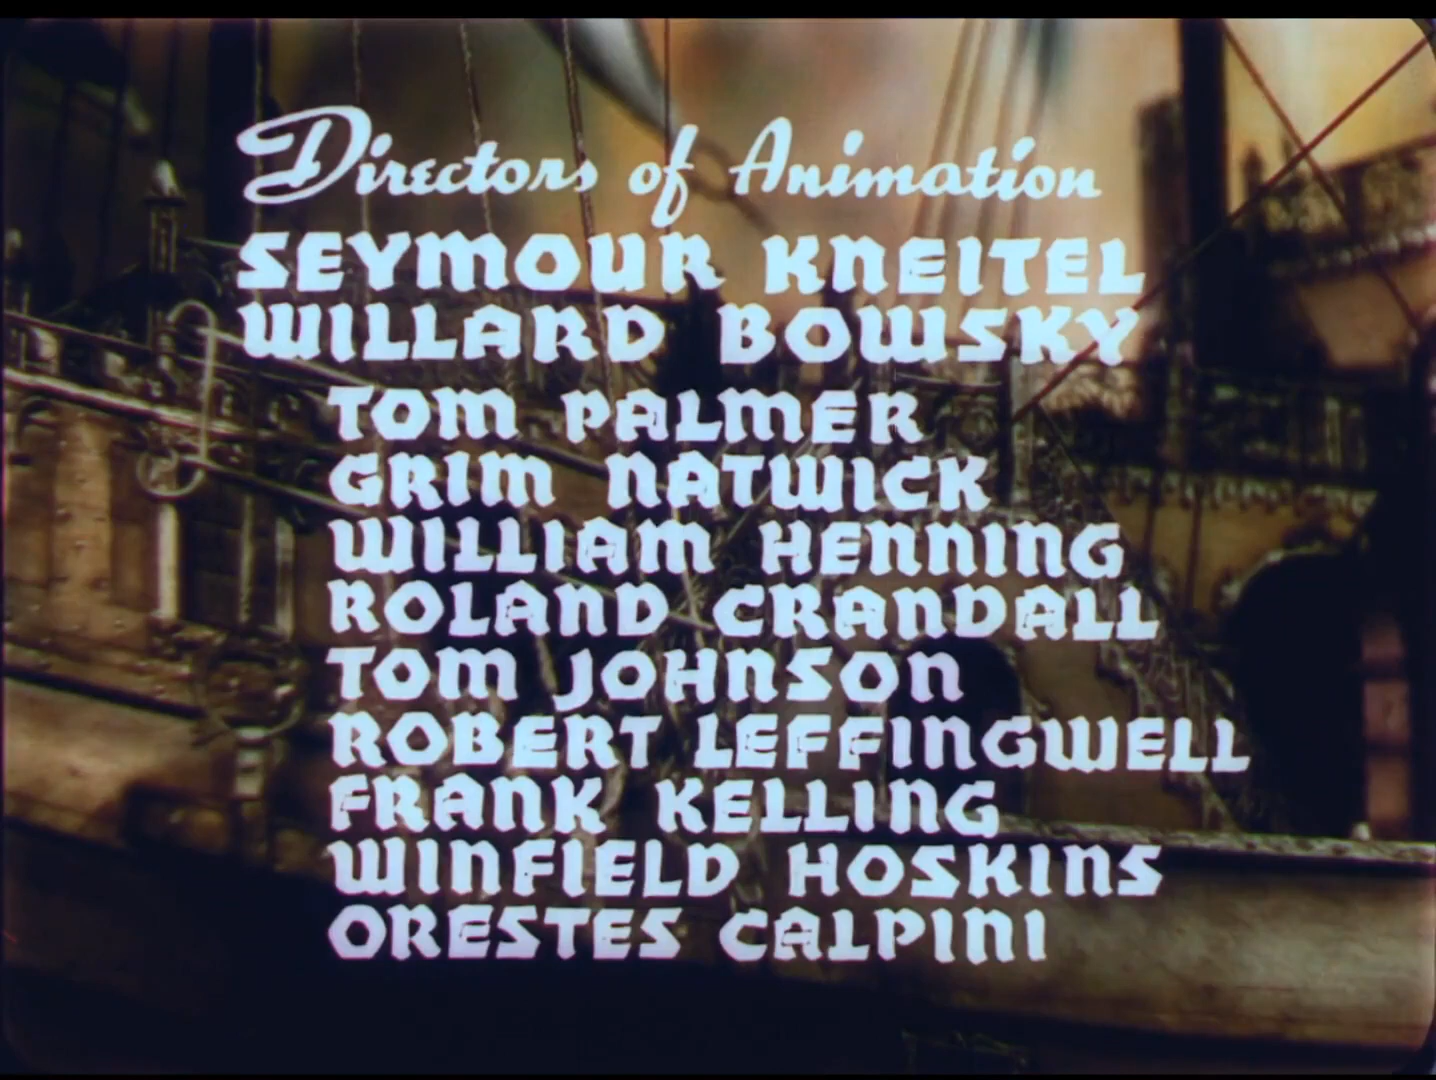 Directors of Animation
SEYMOUR KNEITEL
WILLARD BOWSKY
TOM PALMER
GRIM NATWICK
WILLIAM HENNING
ROLAND CRANDALL
TOM JOHNSON
ROBERT LEFFINGWELL
FRANK KELLING
WINFIELD HOSKINS
ORESTES CALPINI